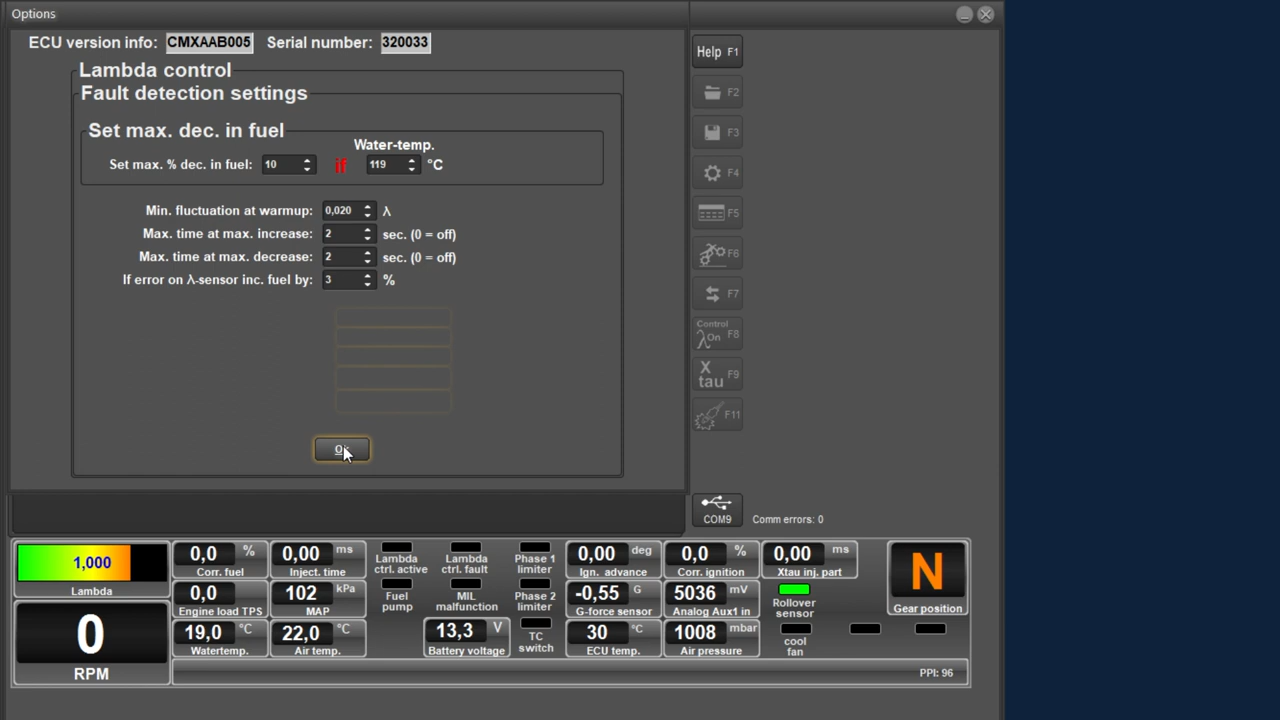 Options
ECU version info: CMXAAB005 Serial number: 320033
Lambda control
Fault detection settings
Set max. dec. in fuel
Water-temp.
Set max. % dec. in fuel: 10 if 119 °C
Min. fluctuation at warmup: 0,020 λ
Max. time at max. increase: 2 sec. (0 = off)
Max. time at max. decrease: 2 sec. (0 = off)
If error on λ-sensor inc. fuel by: 3 %
Ok
Help F1
F2
F3
F4
F5
F6
F7
Control
λOn F8
X
tau F9
F11
COM9 Comm errors: 0
1,000
Lambda
0
RPM
0,0 %
Corr. fuel
0,00 ms
Inject. time
0,0
Engine load TPS
102 kPa
MAP
19,0 °C
Watertemp.
22,0 °C
Air temp.
Lambda
ctrl. active
Lambda
ctrl. fault
Phase 1
limiter
Fuel
pump
MIL
malfunction
Phase 2
limiter
13,3 V
Battery voltage
TC
switch
0,00 deg
Ign. advance
0,0 %
Corr. ignition
0,00 ms
Xtau inj. part
-0,55 G
G-force sensor
5036 mV
Analog Aux1 in
Rollover
sensor
30 °C
ECU temp.
1008 mbar
Air pressure
cool
fan
N
Gear position
PPI: 96